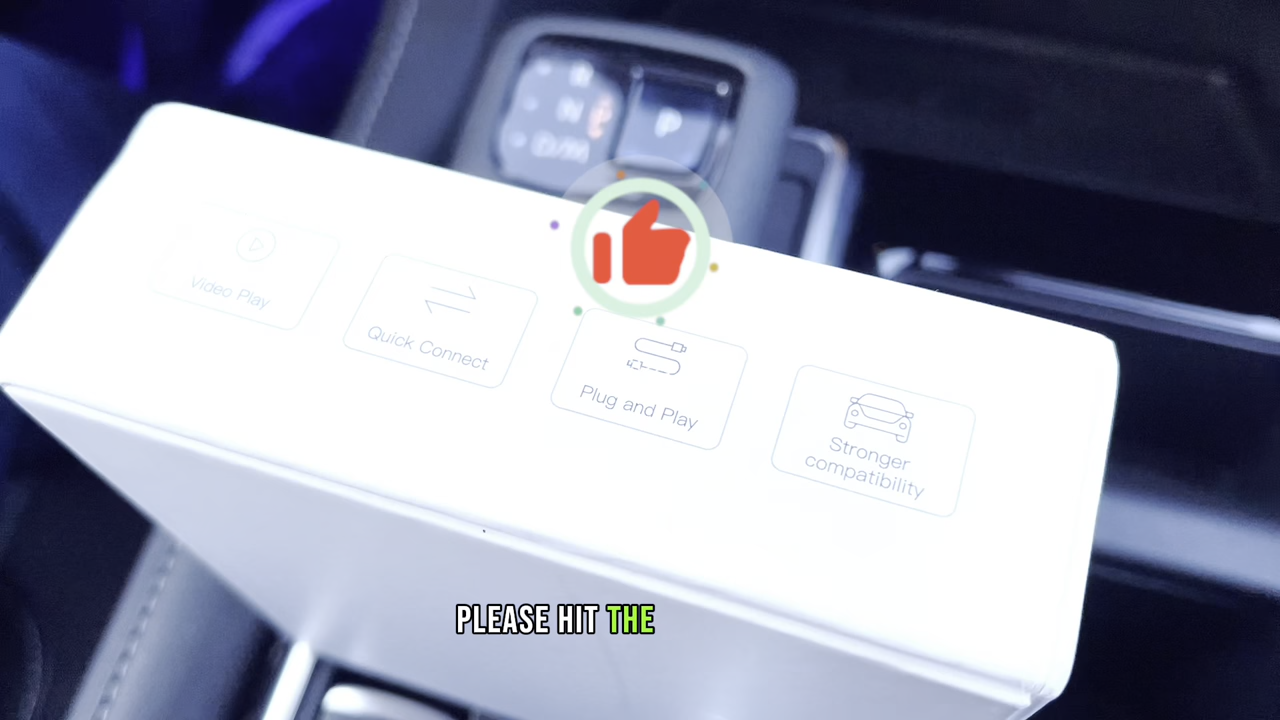 N
P
D/M
Video Play
Quick Connect
Plug and Play
Stronger
compatibility
PLEASE HIT THE